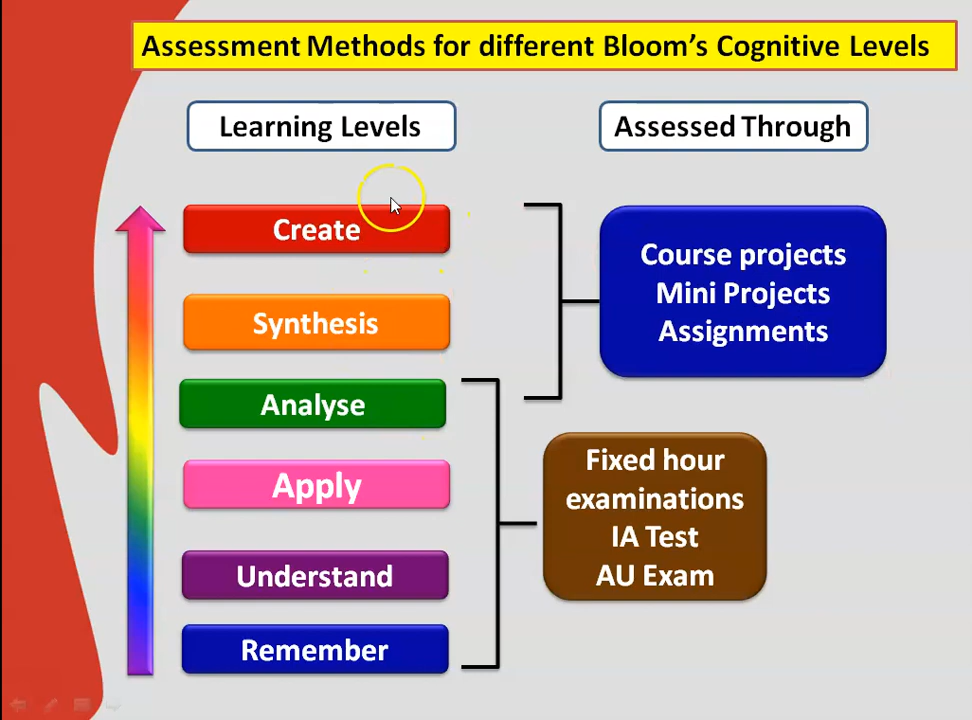 Assessment Methods for different Bloom's Cognitive Levels
Learning Levels
Assessed Through
Create
Synthesis
Analyse
Apply
Understand
Remember
Course projects
Mini Projects
Assignments
Fixed hour
examinations
IA Test
AU Exam